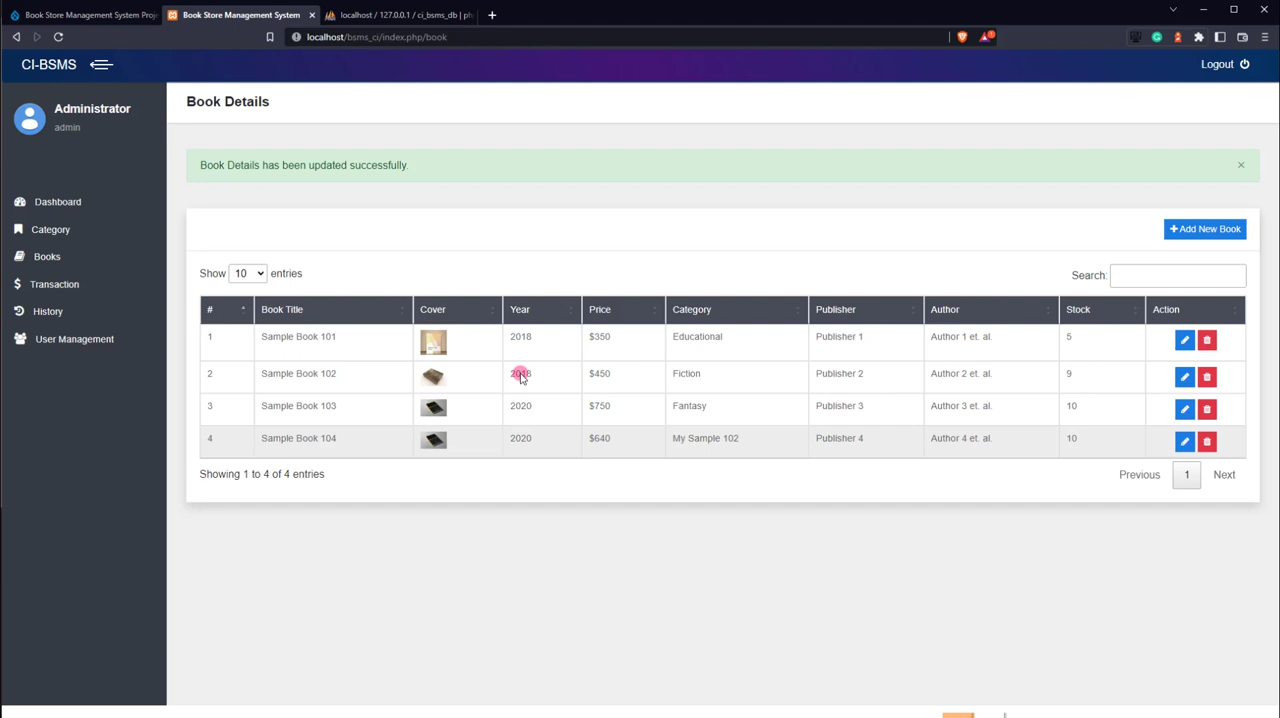 Book Store Management System Proj
Book Store Management System
localhost / 127.0.0.1 / ci_bsms_db | ph
localhost/bsms_ci/index.php/book
CI-BSMS
Logout
Administrator
admin
Dashboard
Category
Books
Transaction
History
User Management
Book Details
Book Details has been updated successfully.
×
+ Add New Book
Show 10 entries
Search:
# Book Title Cover Year Price Category Publisher Author Stock Action
1 Sample Book 101 2018 $350 Educational Publisher 1 Author 1 et. al. 5
2 Sample Book 102 2018 $450 Fiction Publisher 2 Author 2 et. al. 9
3 Sample Book 103 2020 $750 Fantasy Publisher 3 Author 3 et. al. 10
4 Sample Book 104 2020 $640 My Sample 102 Publisher 4 Author 4 et. al. 10
Showing 1 to 4 of 4 entries
Previous 1 Next